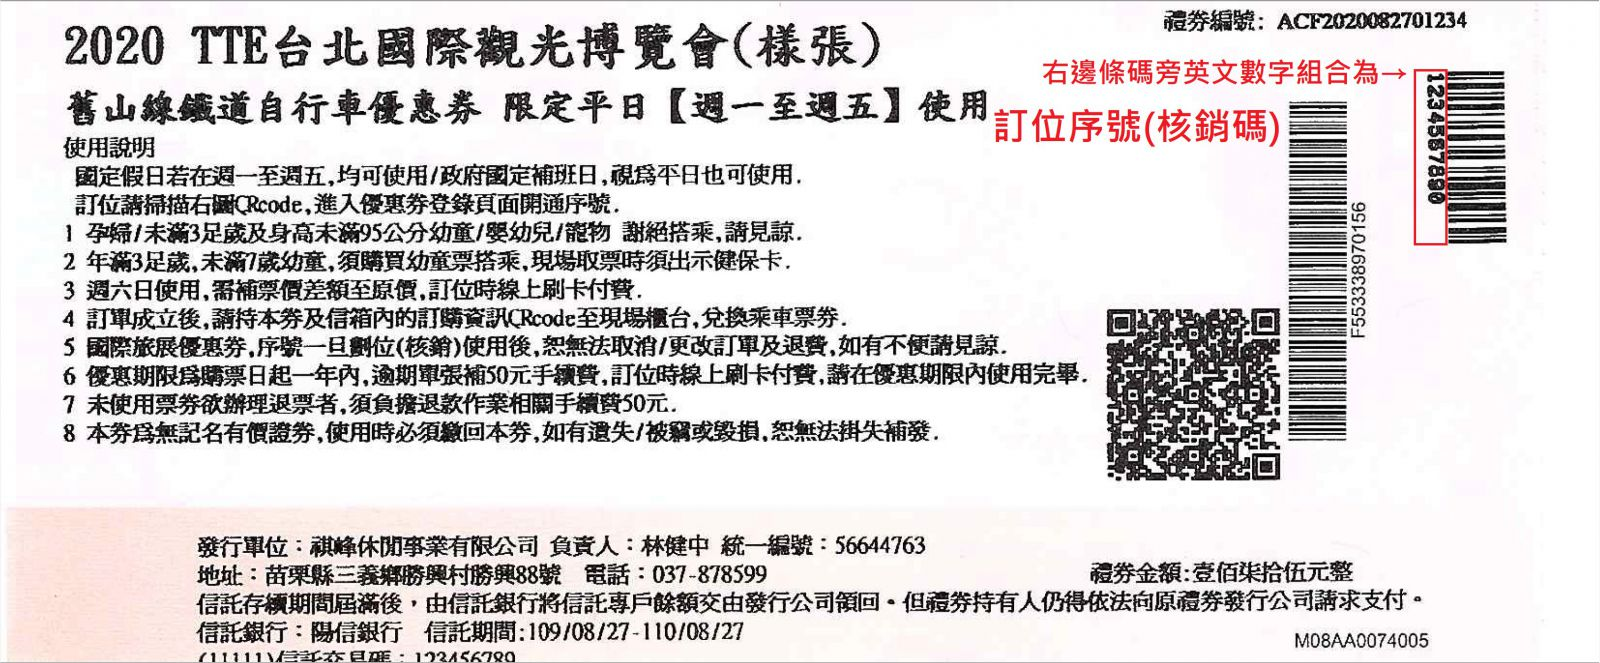 禮券編號: ACF2020082701234
2020 TTE台北國際觀光博覽會(樣張)
右邊條碼旁英文數字組合為→
訂位序號(核銷碼)
1234567890
舊山線鐵道自行車優惠券 限定平日【週一至週五】使用
使用說明
國定假日若在週一至週五,均可使用/政府國定補班日,視為平日也可使用.
訂位請掃描右圖QRcode,進入優惠券登錄頁面開通序號.
1 孕婦/未滿3足歲及身高未滿95公分幼童/嬰幼兒/寵物 謝絕搭乘,請見諒.
2 年滿3足歲,未滿7歲幼童,須購買幼童票搭乘,現場取票時須出示健保卡.
3 週六日使用,需補票價差額至原價,訂位時線上刷卡付費.
4 訂單成立後,請持本券及信箱內的訂購資訊QRcode至現場櫃台,兌換乘車票券.
5 國際旅展優惠券,序號一旦劃位(核銷)使用後,恕無法取消/更改訂單及退費,如有不便請見諒.
6 優惠期限為購票日起一年內,逾期單張補50元手續費,訂位時線上刷卡付費,請在優惠期限內使用完畢.
7 未使用票券欲辦理退票者,須負擔退款作業相關手續費50元.
8 本券為無記名有價證券,使用時必須繳回本券,如有遺失/被竊或毀損,恕無法掛失補發.
F553338970156
發行單位：祺峰休閒事業有限公司 負責人：林健中 統一編號：56644763
地址：苗栗縣三義鄉勝興村勝興88號 電話：037-878599
禮券金額:壹佰柒拾伍元整
信託存續期間屆滿後，由信託銀行將信託專戶餘額交由發行公司領回。但禮券持有人仍得依法向原禮券發行公司請求支付。
信託銀行：陽信銀行 信託期間:109/08/27-110/08/27
M08AA0074005
(11111)信託交易碼：123456789